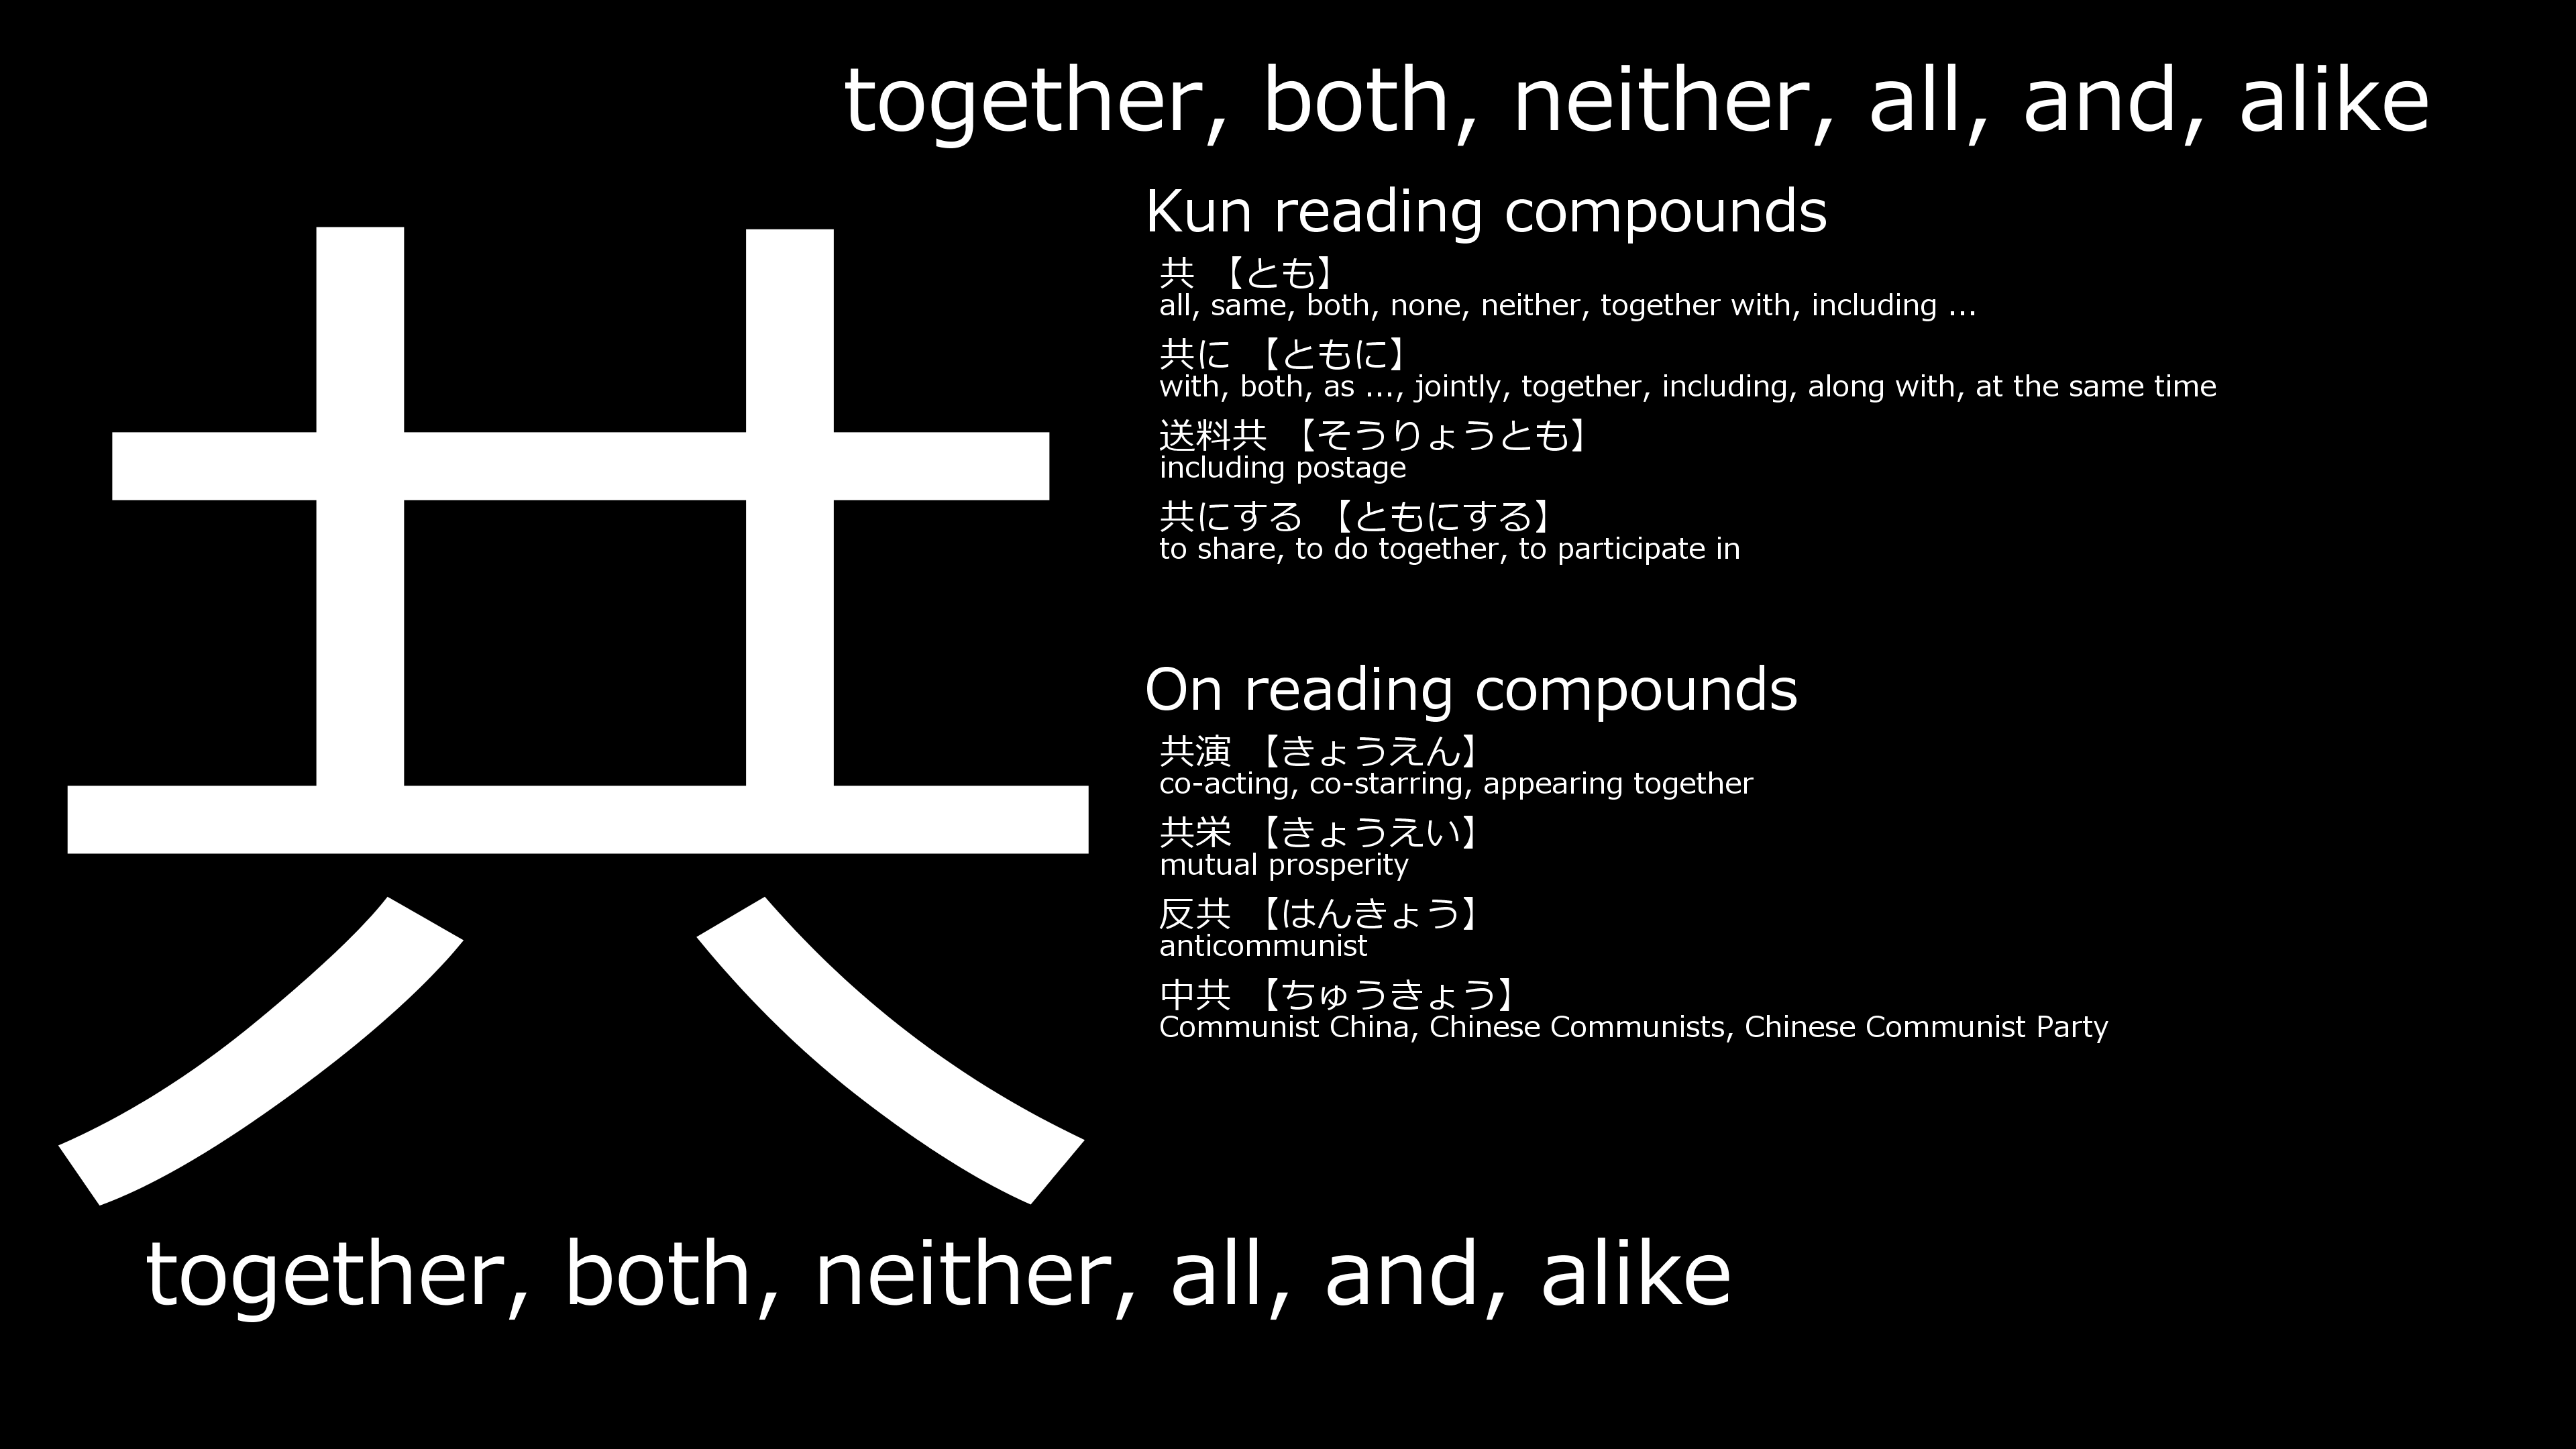 together, both, neither, all, and, alike
共
Kun reading compounds
共 【とも】
all, same, both, none, neither, together with, including ...
共に 【ともに】
with, both, as ..., jointly, together, including, along with, at the same time
送料共 【そうりょうとも】
including postage
共にする 【ともにする】
to share, to do together, to participate in
On reading compounds
共演 【きょうえん】
co-acting, co-starring, appearing together
共栄 【きょうえい】
mutual prosperity
反共 【はんきょう】
anticommunist
中共 【ちゅうきょう】
Communist China, Chinese Communists, Chinese Communist Party
together, both, neither, all, and, alike